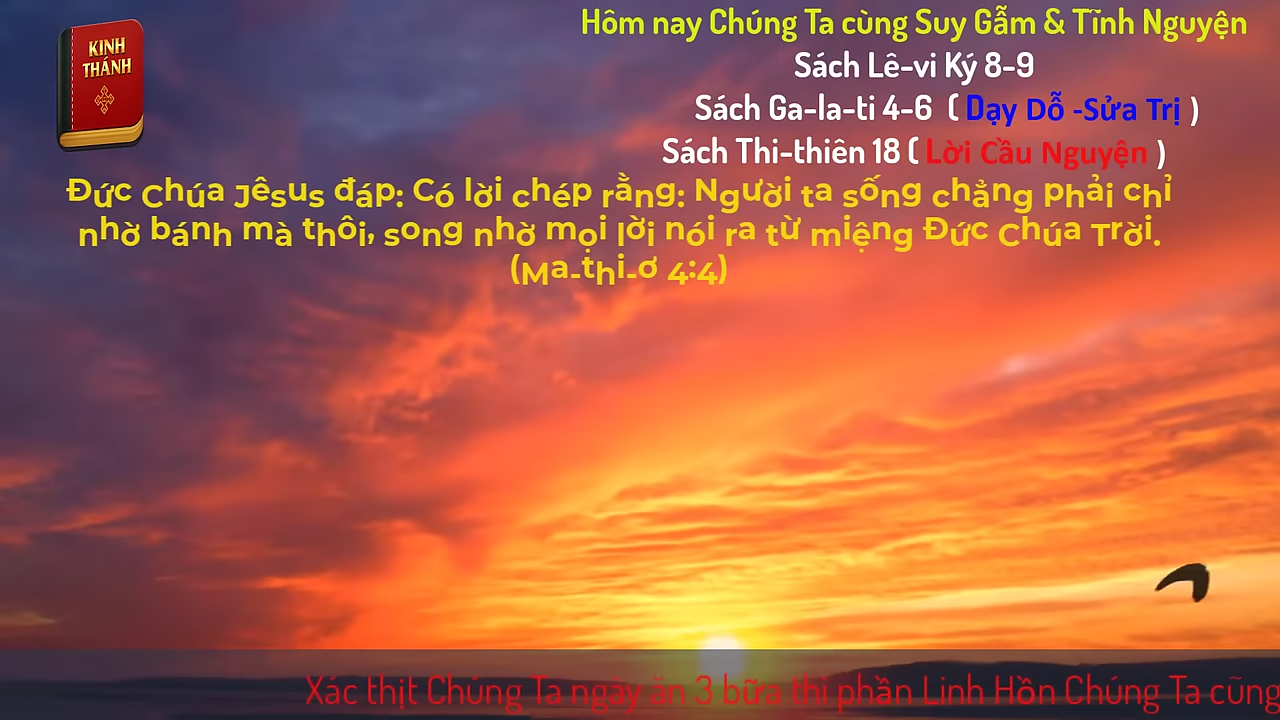 KINH
THÁNH
Hôm nay Chúng Ta cùng Suy Gẫm & Tĩnh Nguyện
Sách Lê-vi Ký 8-9
Sách Ga-la-ti 4-6 ( Dạy Dỗ -Sửa Trị )
Sách Thi-thiên 18 ( Lời Cầu Nguyện )
Đức Chúa Jêsus đáp: Có lời chép rằng: Người ta sống chẳng phải chỉ
nhờ bánh mà thôi, song nhờ mọi lời nói ra từ miệng Đức Chúa Trời.
(Ma-thi-ơ 4:4)
Xác thịt Chúng Ta ngày ăn 3 bữa thì phần Linh Hồn Chúng Ta cũng